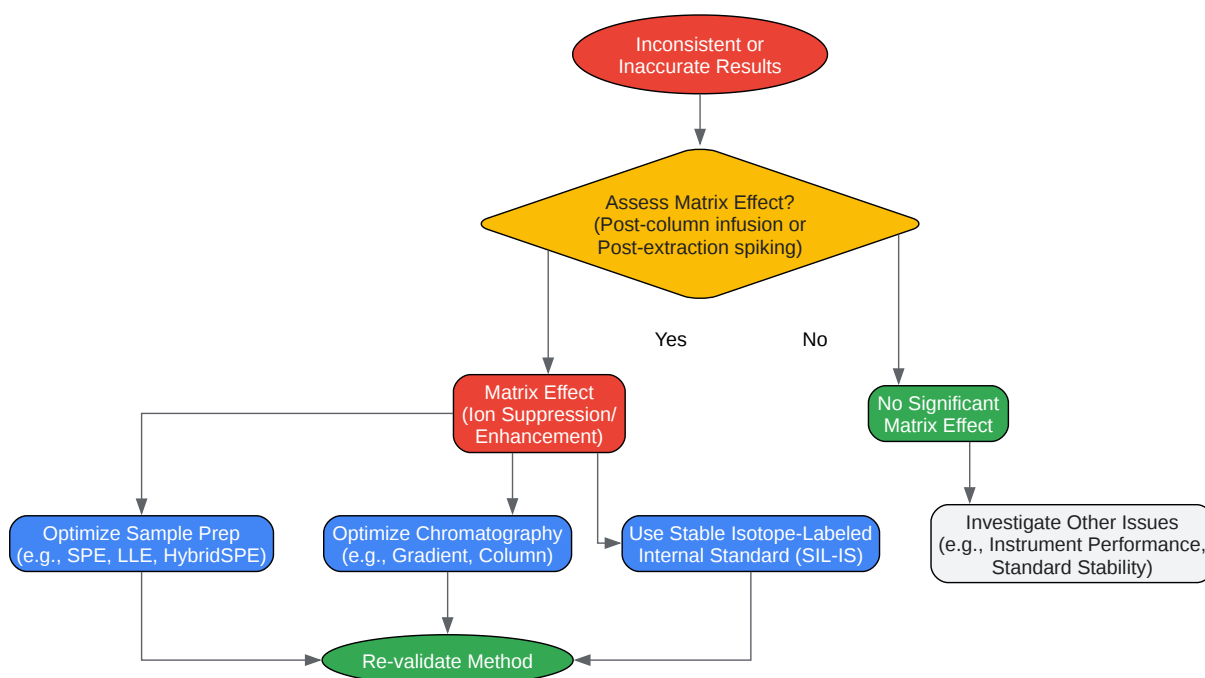 Inconsistent or
Inaccurate Results
Assess Matrix Effect?
(Post-column infusion or
Post-extraction spiking)
Yes
No
Matrix Effect
(Ion Suppression/
Enhancement)
No Significant
Matrix Effect
Optimize Sample Prep
(e.g., SPE, LLE, HybridSPE)
Optimize Chromatography
(e.g., Gradient, Column)
Use Stable Isotope-Labeled
Internal Standard (SIL-IS)
Investigate Other Issues
(e.g., Instrument Performance,
Standard Stability)
Re-validate Method